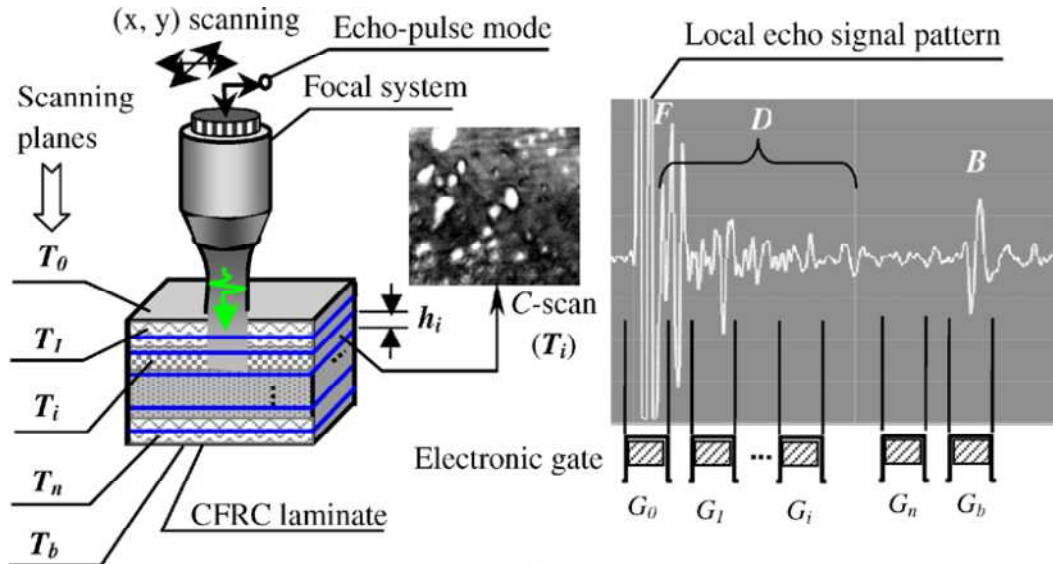 (x, y) scanning
Echo-pulse mode
Focal system
Scanning
planes
T0
T1
Ti
Tn
Tb
hi
C-scan
(Ti)
CFRC laminate
Local echo signal pattern
F
D
B
Electronic gate
...
G0
G1
Gi
Gn
Gb